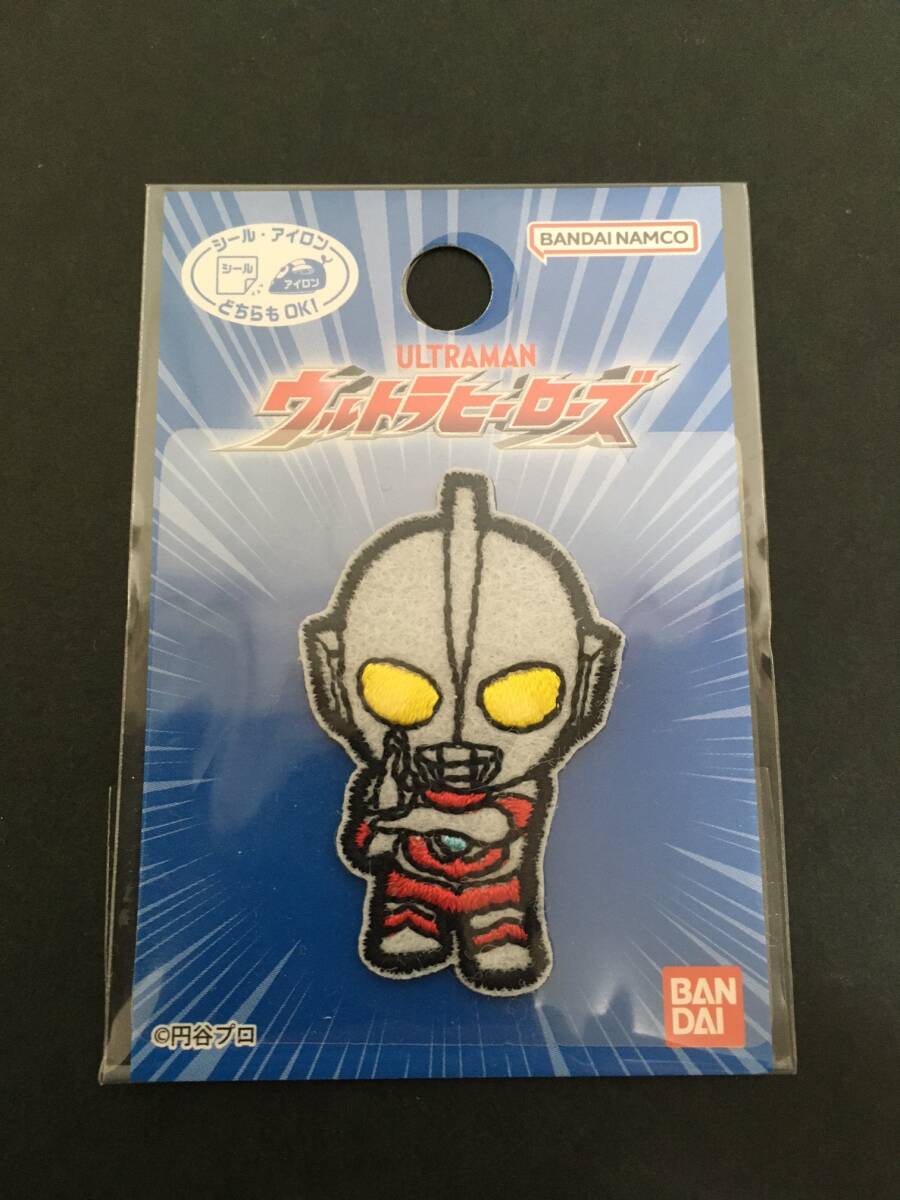 シール・アイロン
シール
アイロン
どちらもOK!
BANDAI NAMCO
ULTRAMAN
ウルトラヒーローズ
©円谷プロ
BAN
DAI